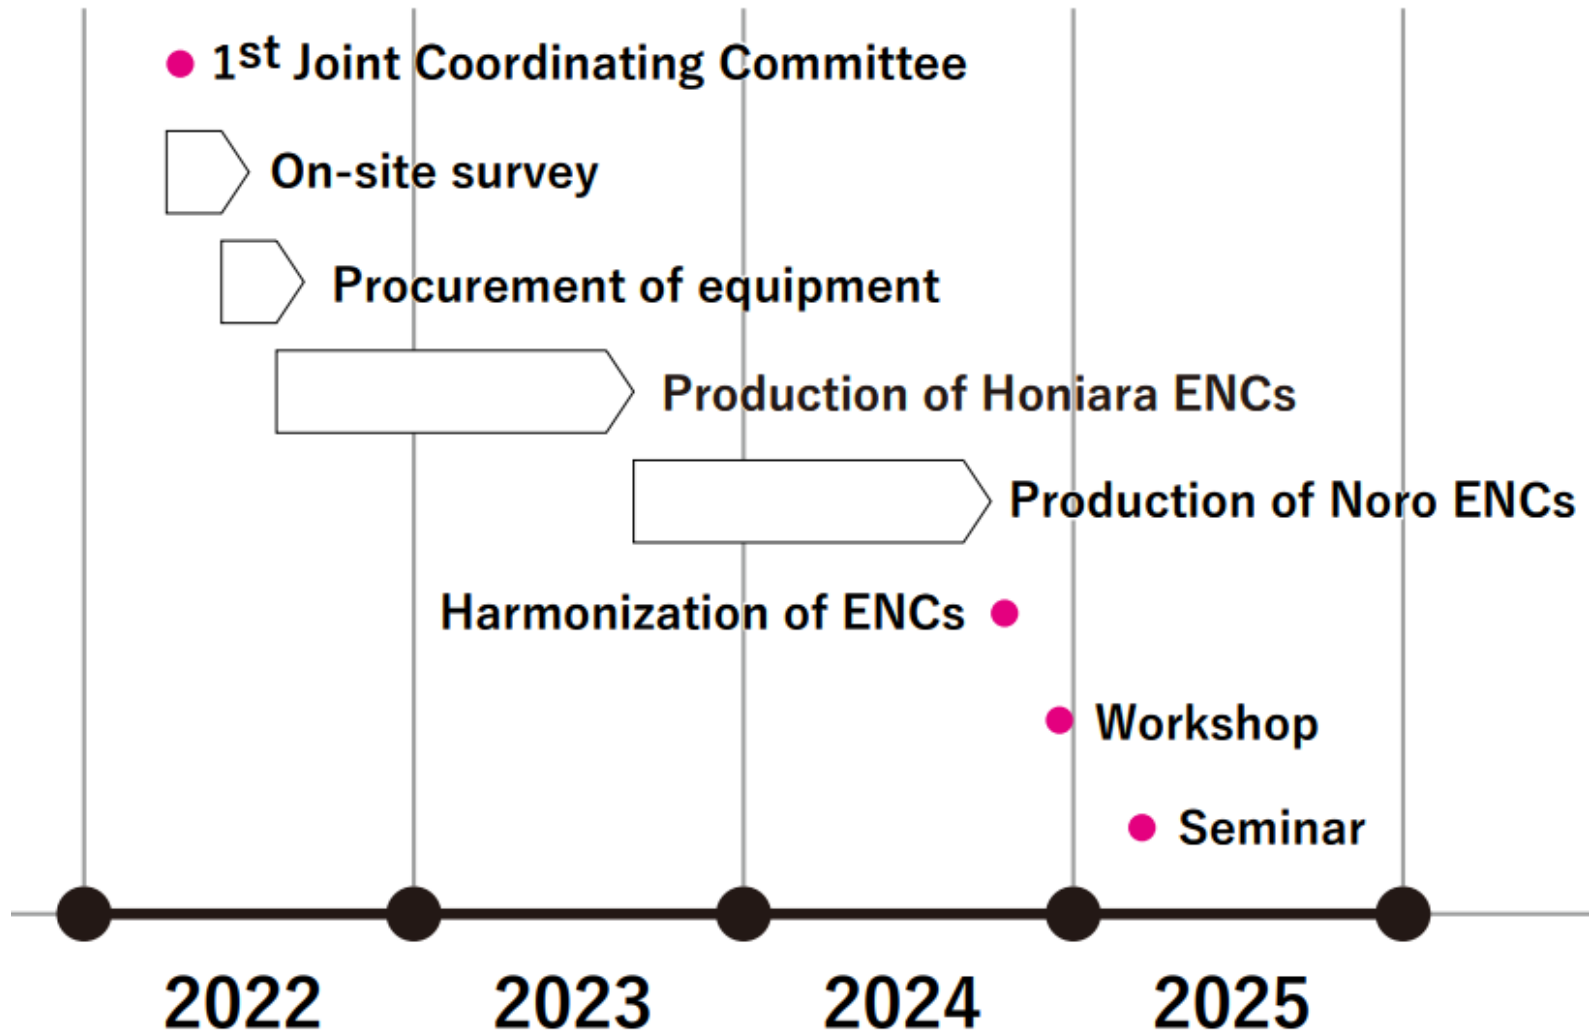 1st Joint Coordinating Committee
On-site survey
Procurement of equipment
Production of Honiara ENCs
Production of Noro ENCs
Harmonization of ENCs
Workshop
Seminar
2022 2023 2024 2025